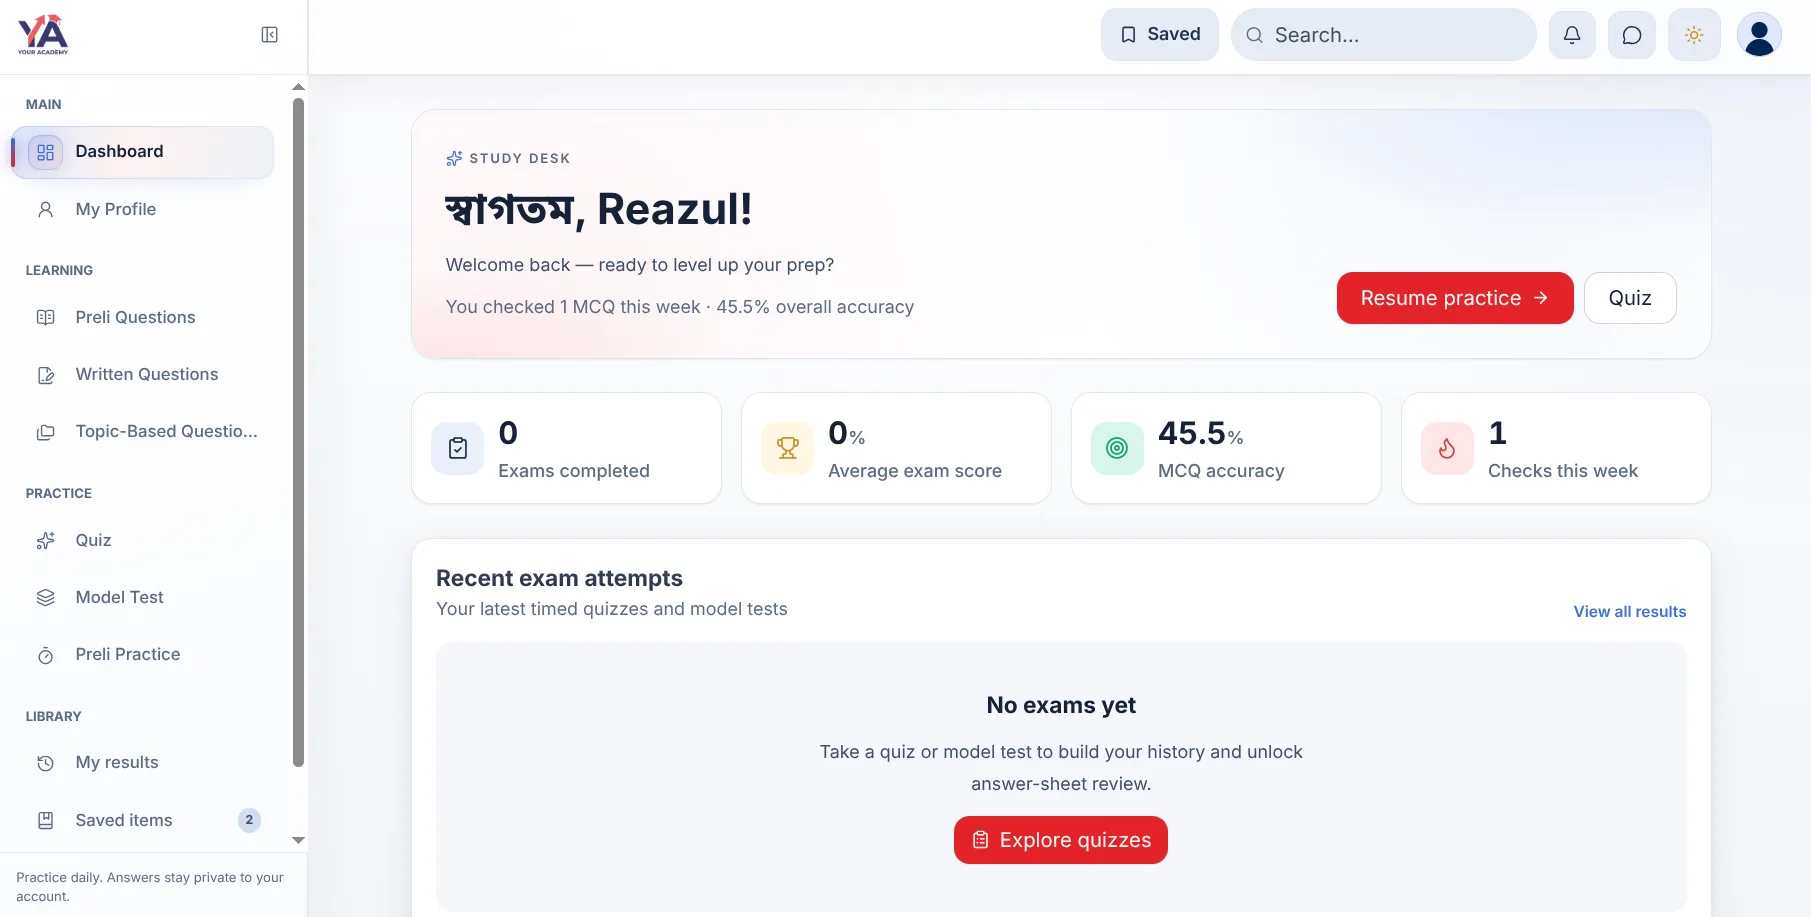 YA
YOUR ACADEMY
Saved
Search...
MAIN
Dashboard
My Profile
LEARNING
Preli Questions
Written Questions
Topic-Based Questio...
PRACTICE
Quiz
Model Test
Preli Practice
LIBRARY
My results
Saved items
2
Practice daily. Answers stay private to your
account.
STUDY DESK
স্বাগতম, Reazul!
Welcome back — ready to level up your prep?
You checked 1 MCQ this week · 45.5% overall accuracy
Resume practice →
Quiz
0
Exams completed
0%
Average exam score
45.5%
MCQ accuracy
1
Checks this week
Recent exam attempts
Your latest timed quizzes and model tests
View all results
No exams yet
Take a quiz or model test to build your history and unlock
answer-sheet review.
Explore quizzes